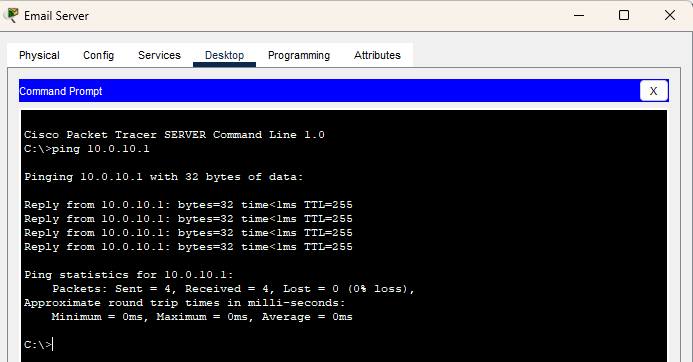 Email Server
Physical Config Services Desktop Programming Attributes
Command Prompt X
Cisco Packet Tracer SERVER Command Line 1.0
C:\>ping 10.0.10.1
Pinging 10.0.10.1 with 32 bytes of data:
Reply from 10.0.10.1: bytes=32 time<1ms TTL=255
Reply from 10.0.10.1: bytes=32 time<1ms TTL=255
Reply from 10.0.10.1: bytes=32 time<1ms TTL=255
Reply from 10.0.10.1: bytes=32 time<1ms TTL=255
Ping statistics for 10.0.10.1:
    Packets: Sent = 4, Received = 4, Lost = 0 (0% loss),
Approximate round trip times in milli-seconds:
    Minimum = 0ms, Maximum = 0ms, Average = 0ms
C:\>